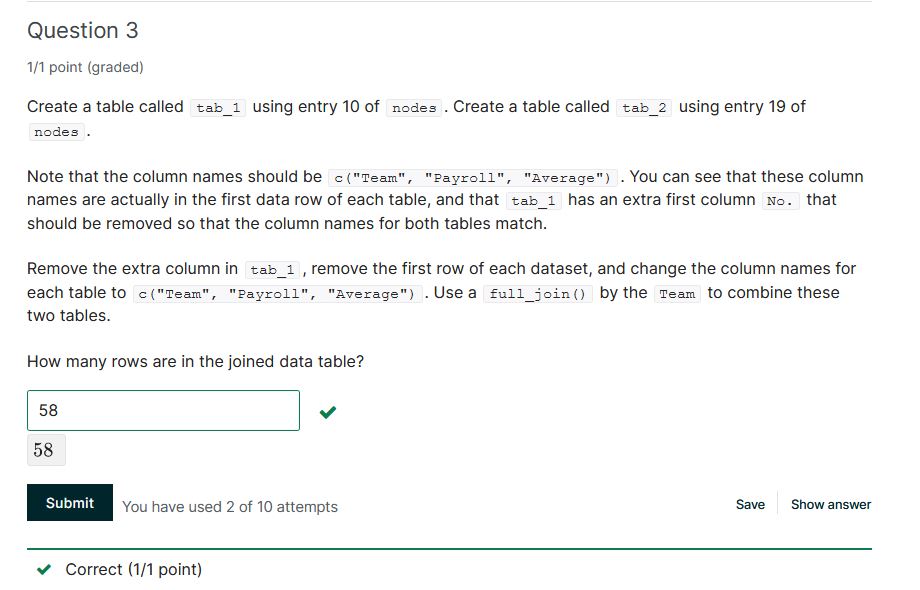 Question 3
1/1 point (graded)
Create a table called tab_1 using entry 10 of nodes. Create a table called tab_2 using entry 19 of
nodes.
Note that the column names should be c("Team", "Payroll", "Average"). You can see that these column
names are actually in the first data row of each table, and that tab_1 has an extra first column No. that
should be removed so that the column names for both tables match.
Remove the extra column in tab_1, remove the first row of each dataset, and change the column names for
each table to c("Team", "Payroll", "Average"). Use a full_join() by the Team to combine these
two tables.
How many rows are in the joined data table?
58
58
Submit You have used 2 of 10 attempts Save Show answer
Correct (1/1 point)